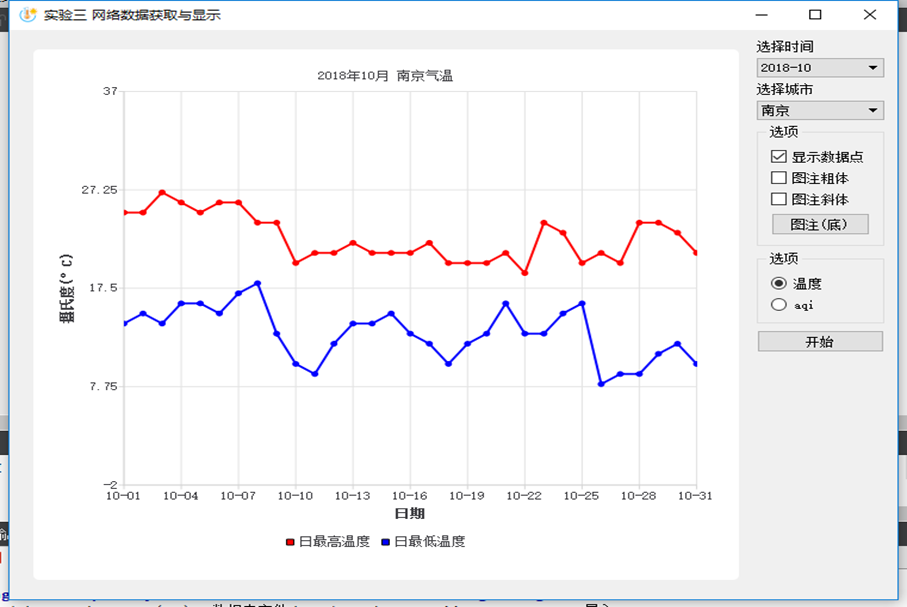 实验三 网络数据获取与显示
2018年10月 南京气温
37
27.25
17.5
7.75
-2
摄氏度(° C)
10-01 10-04 10-07 10-10 10-13 10-16 10-19 10-22 10-25 10-28 10-31
日期
日最高温度 日最低温度
选择时间
2018-10
选择城市
南京
选项
显示数据点
图注粗体
图注斜体
图注(底)
选项
温度
aqi
开始